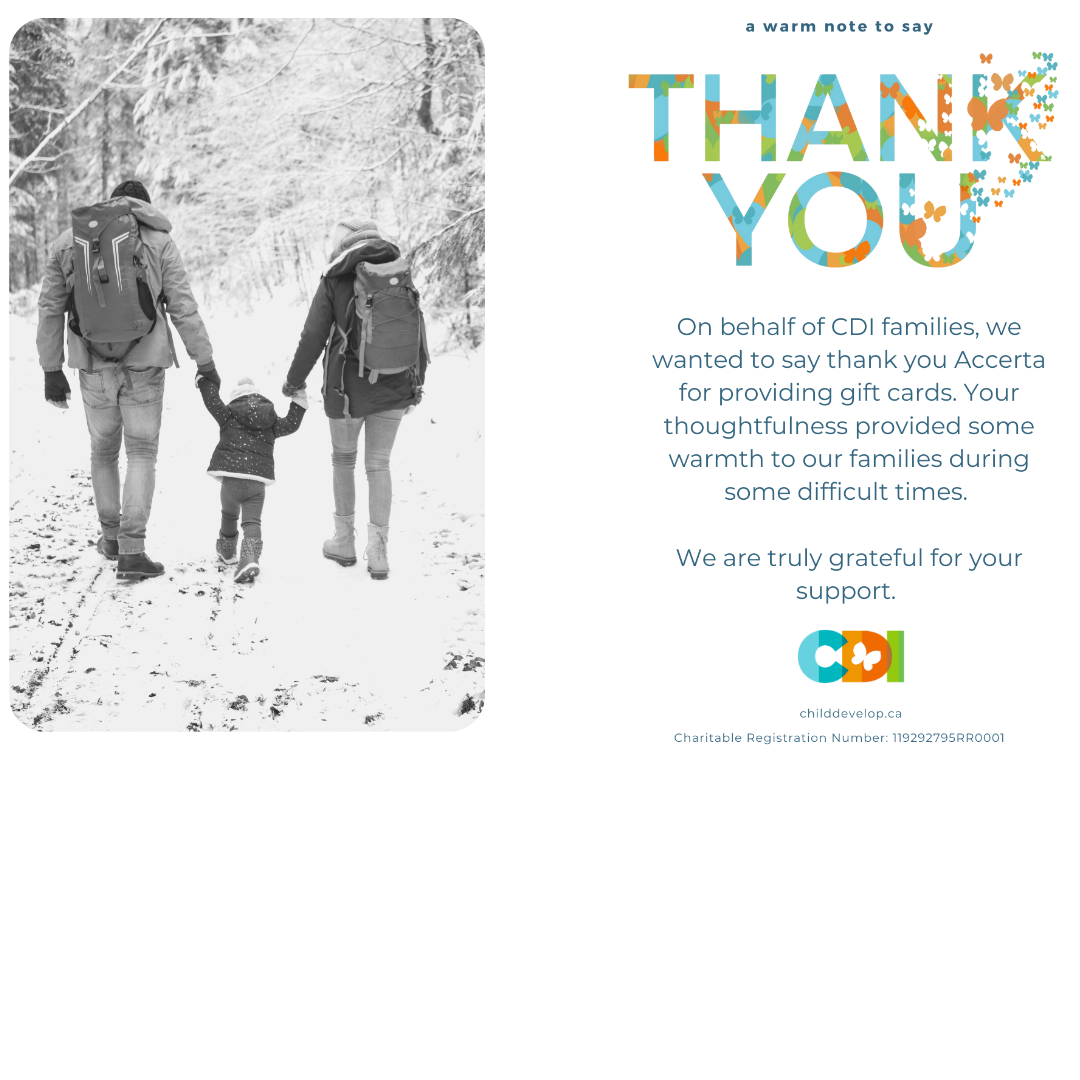 a warm note to say
THANK
YOU
On behalf of CDI families, we
wanted to say thank you Accerta
for providing gift cards. Your
thoughtfulness provided some
warmth to our families during
some difficult times.
We are truly grateful for your
support.
CDI
childdevelop.ca
Charitable Registration Number: 119292795RR0001